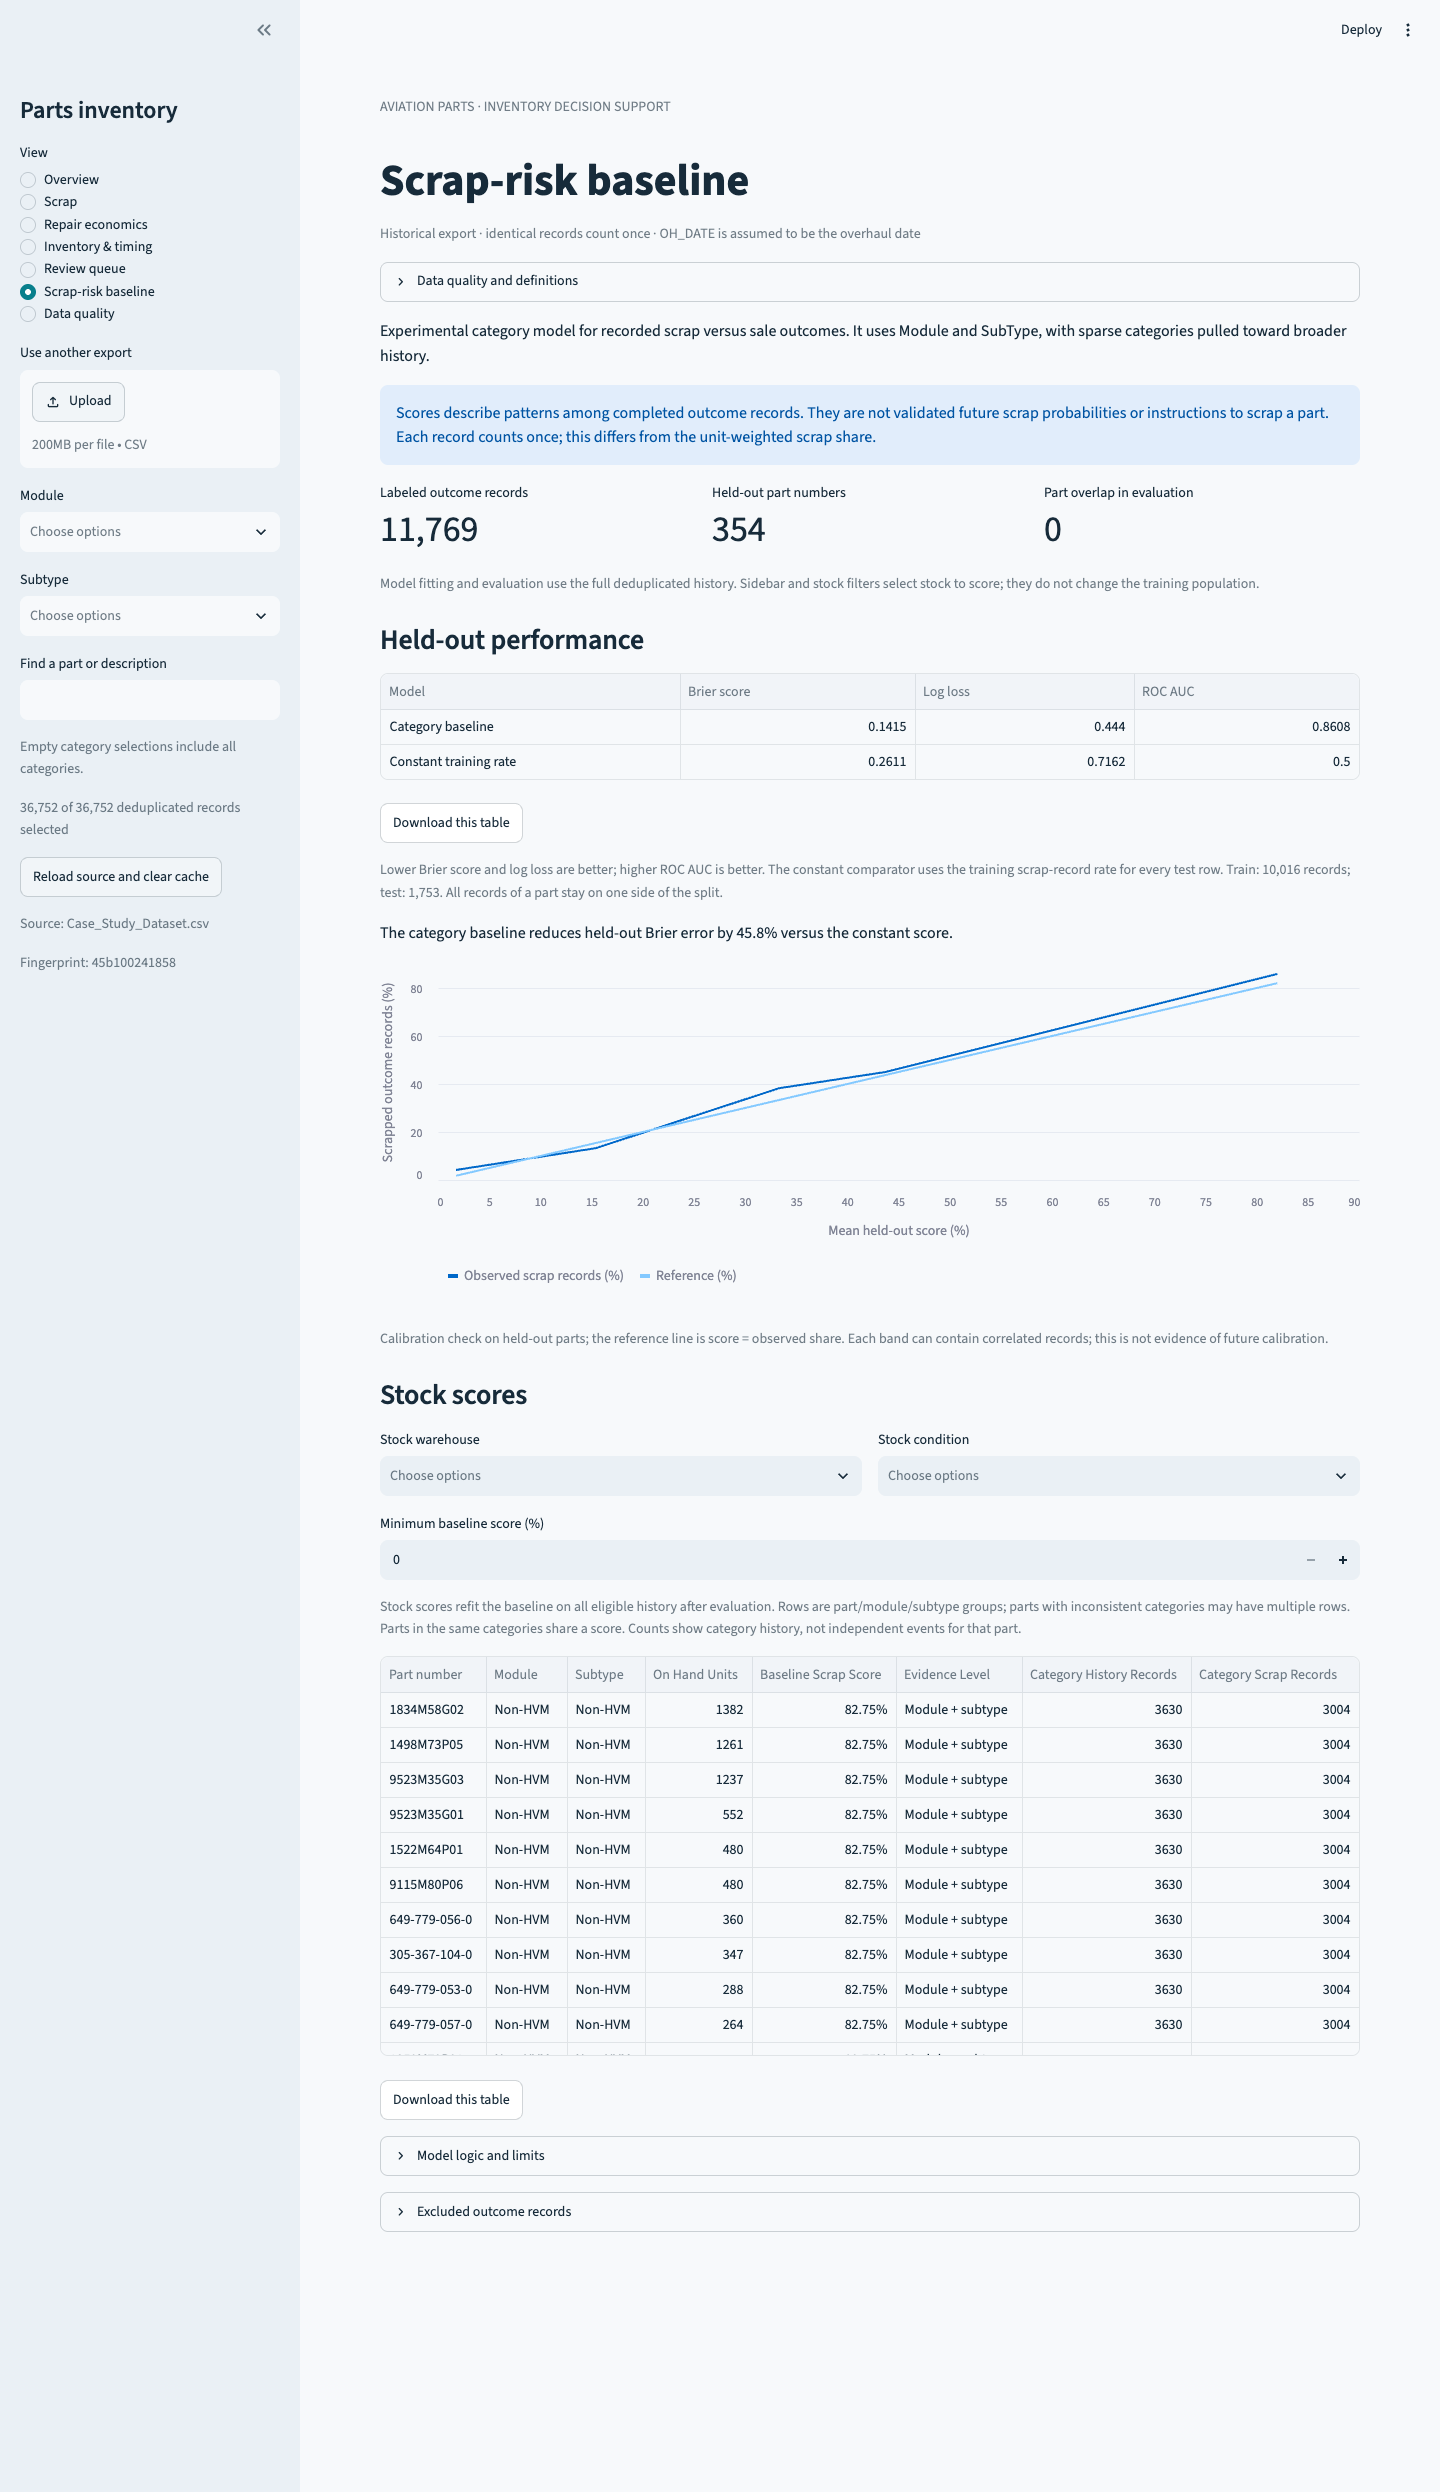 Deploy
Parts inventory
View
Overview
Scrap
Repair economics
Inventory & timing
Review queue
Scrap-risk baseline
Data quality
Use another export
Upload
200MB per file • CSV
Module
Choose options
Subtype
Choose options
Find a part or description
Empty category selections include all
categories.
36,752 of 36,752 deduplicated records
selected
Reload source and clear cache
Source: Case_Study_Dataset.csv
Fingerprint: 45b100241858
AVIATION PARTS · INVENTORY DECISION SUPPORT
Scrap-risk baseline
Historical export · identical records count once · OH_DATE is assumed to be the overhaul date
Data quality and definitions
Experimental category model for recorded scrap versus sale outcomes. It uses Module and SubType, with sparse categories pulled toward broader
history.
Scores describe patterns among completed outcome records. They are not validated future scrap probabilities or instructions to scrap a part.
Each record counts once; this differs from the unit-weighted scrap share.
Labeled outcome records Held-out part numbers Part overlap in evaluation
11,769 354 0
Model fitting and evaluation use the full deduplicated history. Sidebar and stock filters select stock to score; they do not change the training population.
Held-out performance
Model Brier score Log loss ROC AUC
Category baseline 0.1415 0.444 0.8608
Constant training rate 0.2611 0.7162 0.5
Download this table
Lower Brier score and log loss are better; higher ROC AUC is better. The constant comparator uses the training scrap-record rate for every test row. Train: 10,016 records;
test: 1,753. All records of a part stay on one side of the split.
The category baseline reduces held-out Brier error by 45.8% versus the constant score.
Scrapped outcome records (%)
80
60
40
20
0
0 5 10 15 20 25 30 35 40 45 50 55 60 65 70 75 80 85 90
Mean held-out score (%)
Observed scrap records (%) Reference (%)
Calibration check on held-out parts; the reference line is score = observed share. Each band can contain correlated records; this is not evidence of future calibration.
Stock scores
Stock warehouse Stock condition
Choose options Choose options
Minimum baseline score (%)
0
Stock scores refit the baseline on all eligible history after evaluation. Rows are part/module/subtype groups; parts with inconsistent categories may have multiple rows.
Parts in the same categories share a score. Counts show category history, not independent events for that part.
Part number Module Subtype On Hand Units Baseline Scrap Score Evidence Level Category History Records Category Scrap Records
1834M58G02 Non-HVM Non-HVM 1382 82.75% Module + subtype 3630 3004
1498M73P05 Non-HVM Non-HVM 1261 82.75% Module + subtype 3630 3004
9523M35G03 Non-HVM Non-HVM 1237 82.75% Module + subtype 3630 3004
9523M35G01 Non-HVM Non-HVM 552 82.75% Module + subtype 3630 3004
1522M64P01 Non-HVM Non-HVM 480 82.75% Module + subtype 3630 3004
9115M80P06 Non-HVM Non-HVM 480 82.75% Module + subtype 3630 3004
649-779-056-0 Non-HVM Non-HVM 360 82.75% Module + subtype 3630 3004
305-367-104-0 Non-HVM Non-HVM 347 82.75% Module + subtype 3630 3004
649-779-053-0 Non-HVM Non-HVM 288 82.75% Module + subtype 3630 3004
649-779-057-0 Non-HVM Non-HVM 264 82.75% Module + subtype 3630 3004
Download this table
Model logic and limits
Excluded outcome records